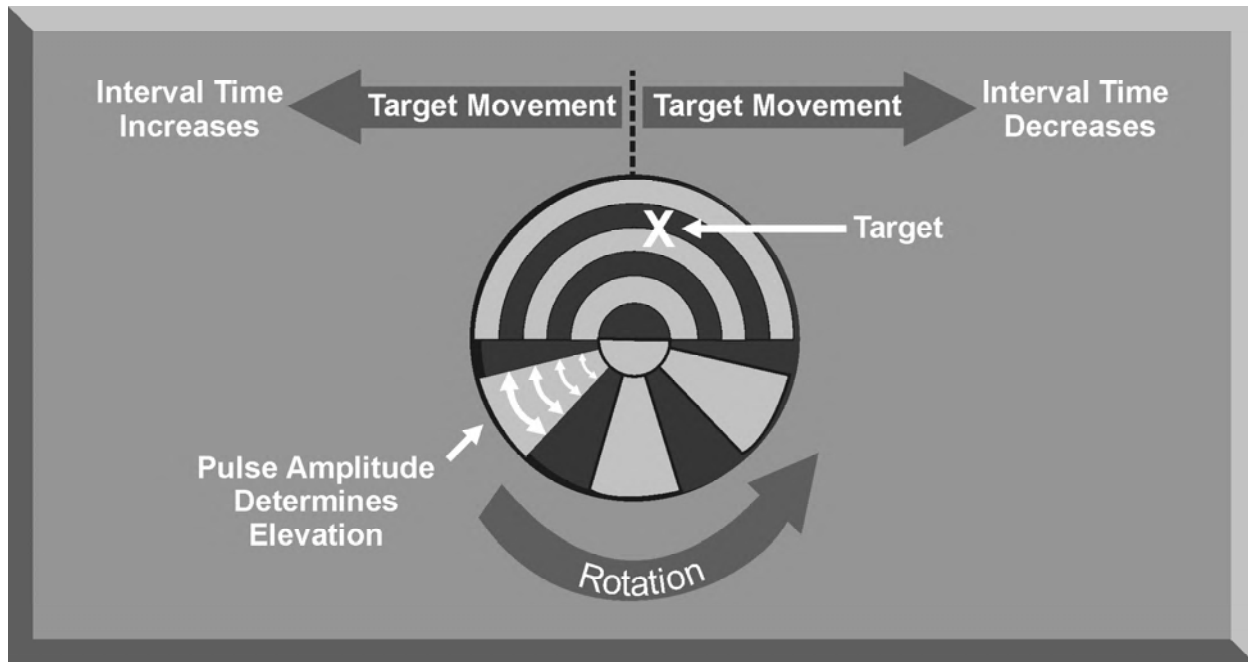 Interval Time
Increases
Target Movement
Target Movement
Interval Time
Decreases
X
Target
Pulse Amplitude
Determines
Elevation
Rotation